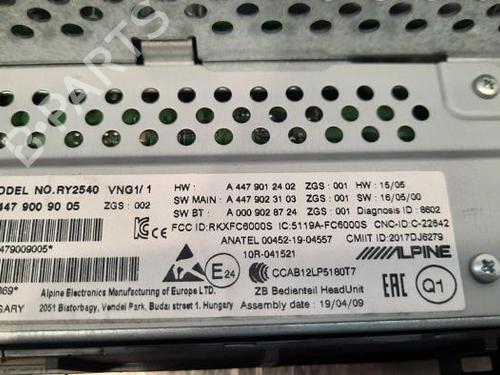 B-PARTS
ODEL NO.RY2540 VNG1/1
447 900 90 05 ZGS : 002
HW : A 447 901 24 02 ZGS : 001 HW : 15/05
SW MAIN : A 447 902 31 03 ZGS : 001 SW : 16/05/00
SW BT : A 000 902 87 24 ZGS : 001 Diagnosis ID : 8602
FCC ID:RKXFC6000S IC:5119A-FC6000S CNC-ID:C-22642
ANATEL 00452-19-04557 CMIIT ID:2017DJ6279
479009005*
10R-041521
ALPINE
E24
CCAB12LP5180T7
EAC
Q1
869*
Alpine Electronics Manufacturing of Europe LTD.
ZB Bedienteil HeadUnit
GARY
2051 Biatorbagy, Vendel Park, Budai street 1. Hungary
Assembly date : 19/04/09